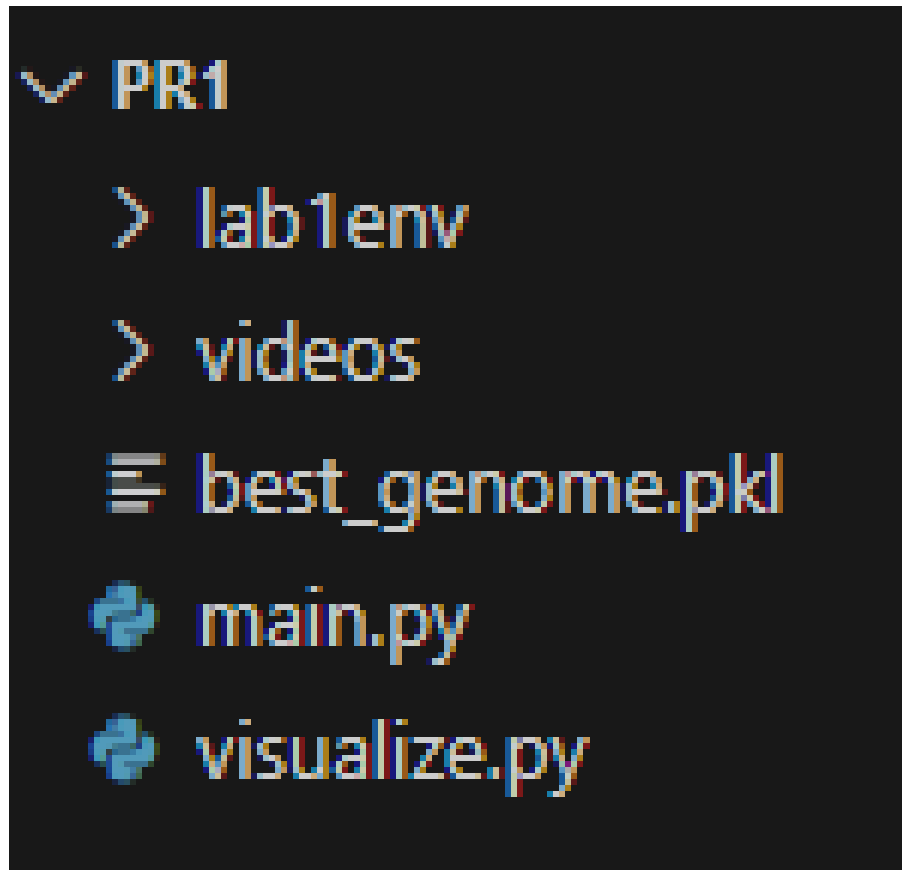 PR1
lab1env
videos
best_genome.pkl
main.py
visualize.py